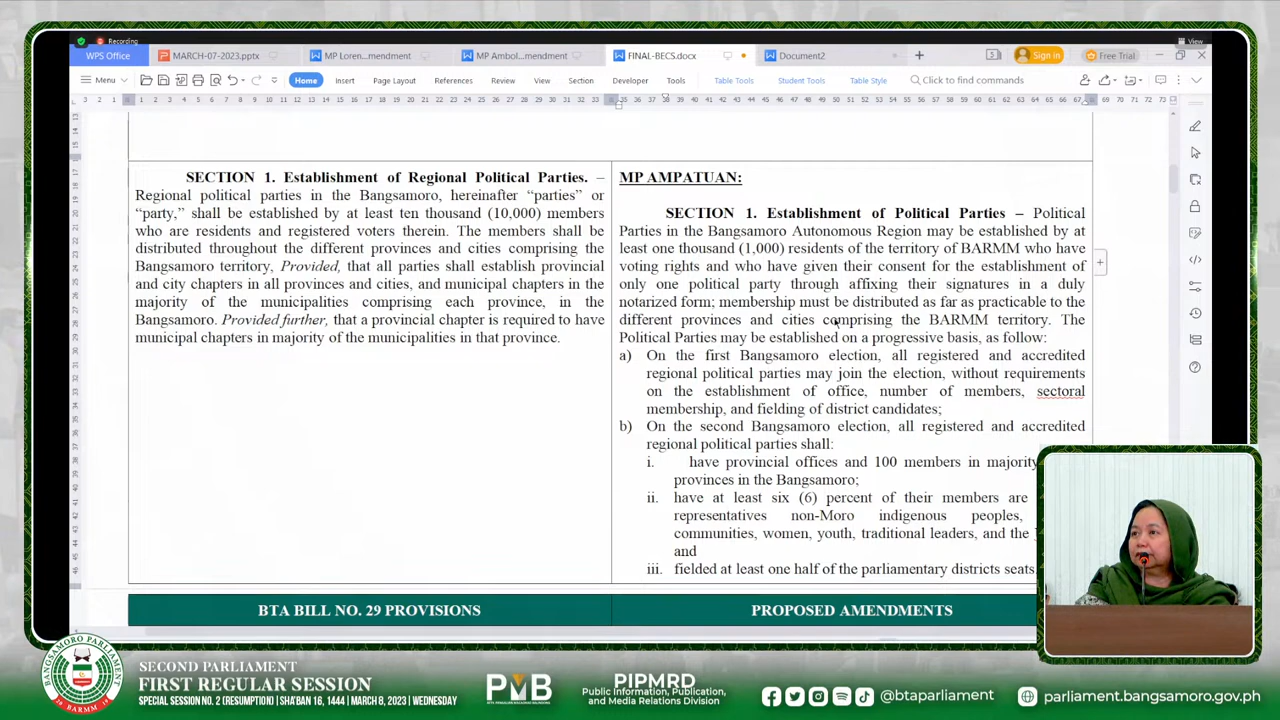 Recording
View
WPS Office
MARCH-07-2023.pptx
MP Loren...mendment
MP Ambol...mendment
FINAL-BECS.docx
Document2
Sign in
Free Trial
Menu
Home
Insert
Page Layout
References
Review
View
Section
Developer
Tools
Table Tools
Student Tools
Table Style
Click to find commands
SECTION 1. Establishment of Regional Political Parties. –
Regional political parties in the Bangsamoro, hereinafter “parties” or
“party,” shall be established by at least ten thousand (10,000) members
who are residents and registered voters therein. The members shall be
distributed throughout the different provinces and cities comprising the
Bangsamoro territory, Provided, that all parties shall establish provincial
and city chapters in all provinces and cities, and municipal chapters in the
majority of the municipalities comprising each province, in the
Bangsamoro. Provided further, that a provincial chapter is required to have
municipal chapters in majority of the municipalities in that province.
MP AMPATUAN:
SECTION 1. Establishment of Political Parties – Political
Parties in the Bangsamoro Autonomous Region may be established by at
least one thousand (1,000) residents of the territory of BARMM who have
voting rights and who have given their consent for the establishment of
only one political party through affixing their signatures in a duly
notarized form; membership must be distributed as far as practicable to the
different provinces and cities comprising the BARMM territory. The
Political Parties may be established on a progressive basis, as follow:
a) On the first Bangsamoro election, all registered and accredited
regional political parties may join the election, without requirements
on the establishment of office, number of members, sectoral
membership, and fielding of district candidates;
b) On the second Bangsamoro election, all registered and accredited
regional political parties shall:
i. have provincial offices and 100 members in majority
provinces in the Bangsamoro;
ii. have at least six (6) percent of their members are
representatives non-Moro indigenous peoples,
communities, women, youth, traditional leaders, and the
and
iii. fielded at least one half of the parliamentary districts seats
BTA BILL NO. 29 PROVISIONS
PROPOSED AMENDMENTS
BANGSAMORO PARLIAMENT
BARMM
SECOND PARLIAMENT
FIRST REGULAR SESSION
SPECIAL SESSION NO. 2 (RESUMPTION) | SHA'BAN 16, 1444 | MARCH 8, 2023 | WEDNESDAY
PMB
PIPMRD
Public Information, Publication,
and Media Relations Division
@btaparliament
parliament.bangsamoro.gov.ph